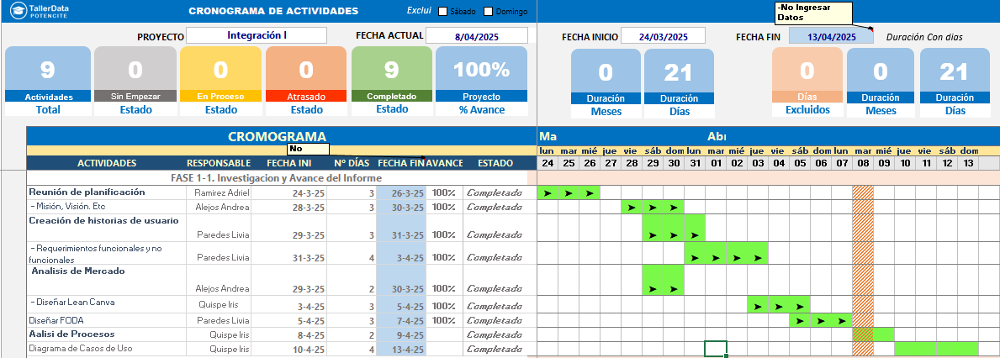 TallerData
POTENCITE
CRONOGRAMA DE ACTIVIDADES
Exclui Sábado Domingo
-No Ingresar
Datos
PROYECTO Integración I FECHA ACTUAL 8/04/2025
FECHA INICIO 24/03/2025 FECHA FIN 13/04/2025 Duración Con dias
9 0 0 0 9 100%
Actividades Sin Empezar En Proceso Atrasado Completado Proyecto
Total Estado Estado Estado Estado % Avance
0 21 0 0 21
Duración Duración Días Duración Duración
Meses Días Excluidos Meses Días
CROMOGRAMA Ma Abı
No
lun mar mié jue vie sáb dom lun mar mié jue vie sáb dom lun mar mié jue vie sáb dom
ACTIVIDADES RESPONSABLE FECHA INI Nº DÍAS FECHA FIN AVANCE ESTADO 24 25 26 27 28 29 30 31 01 02 03 04 05 06 07 08 09 10 11 12 13
FASE 1-1. Investigacion y Avance del Informe
Reunión de planificación Ramirez Adriel 24-3-25 3 26-3-25 100% Completado
- Misión, Visión. Etc Alejos Andrea 28-3-25 3 30-3-25 100% Completado
Creación de historias de usuario
Paredes Livia 29-3-25 3 31-3-25 100% Completado
- Requerimientos funcionales y no
funcionales Paredes Livia 31-3-25 4 3-4-25 100% Completado
Analisis de Mercado
Alejos Andrea 29-3-25 2 30-3-25 100% Completado
- Diseñar Lean Canva Quispe Iris 3-4-25 3 5-4-25 100% Completado
Diseñar FODA Paredes Livia 5-4-25 3 7-4-25 100% Completado
Aalisi de Procesos Quispe Iris 8-4-25 2 9-4-25 Completado
Diagrama de Casos de Uso Quispe Iris 10-4-25 4 13-4-25 Completado